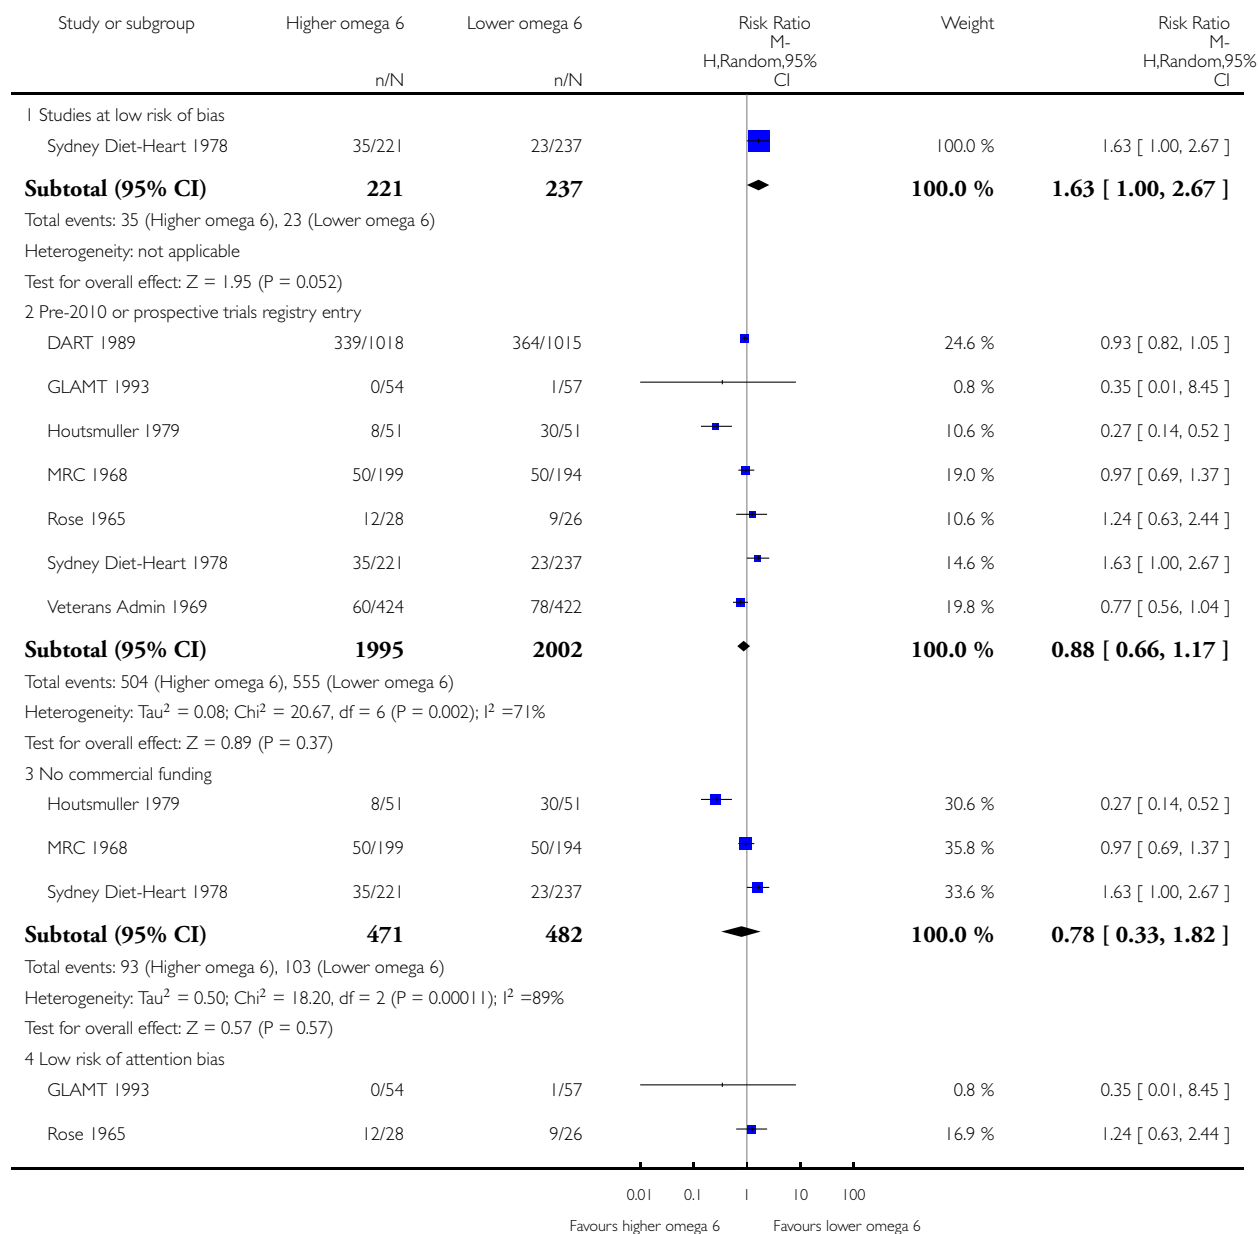 Study or subgroup Higher omega 6 Lower omega 6 Risk Ratio Weight Risk Ratio
M- M-
H,Random,95% H,Random,95%
n/N n/N CI CI
1 Studies at low risk of bias
Sydney Diet-Heart 1978 35/221 23/237 100.0 % 1.63 [ 1.00, 2.67 ]
Subtotal (95% CI) 221 237 100.0 % 1.63 [ 1.00, 2.67 ]
Total events: 35 (Higher omega 6), 23 (Lower omega 6)
Heterogeneity: not applicable
Test for overall effect: Z = 1.95 (P = 0.052)
2 Pre-2010 or prospective trials registry entry
DART 1989 339/1018 364/1015 24.6 % 0.93 [ 0.82, 1.05 ]
GLAMT 1993 0/54 1/57 0.8 % 0.35 [ 0.01, 8.45 ]
Houtsmuller 1979 8/51 30/51 10.6 % 0.27 [ 0.14, 0.52 ]
MRC 1968 50/199 50/194 19.0 % 0.97 [ 0.69, 1.37 ]
Rose 1965 12/28 9/26 10.6 % 1.24 [ 0.63, 2.44 ]
Sydney Diet-Heart 1978 35/221 23/237 14.6 % 1.63 [ 1.00, 2.67 ]
Veterans Admin 1969 60/424 78/422 19.8 % 0.77 [ 0.56, 1.04 ]
Subtotal (95% CI) 1995 2002 100.0 % 0.88 [ 0.66, 1.17 ]
Total events: 504 (Higher omega 6), 555 (Lower omega 6)
Heterogeneity: Tau² = 0.08; Chi² = 20.67, df = 6 (P = 0.002); I² =71%
Test for overall effect: Z = 0.89 (P = 0.37)
3 No commercial funding
Houtsmuller 1979 8/51 30/51 30.6 % 0.27 [ 0.14, 0.52 ]
MRC 1968 50/199 50/194 35.8 % 0.97 [ 0.69, 1.37 ]
Sydney Diet-Heart 1978 35/221 23/237 33.6 % 1.63 [ 1.00, 2.67 ]
Subtotal (95% CI) 471 482 100.0 % 0.78 [ 0.33, 1.82 ]
Total events: 93 (Higher omega 6), 103 (Lower omega 6)
Heterogeneity: Tau² = 0.50; Chi² = 18.20, df = 2 (P = 0.00011); I² =89%
Test for overall effect: Z = 0.57 (P = 0.57)
4 Low risk of attention bias
GLAMT 1993 0/54 1/57 0.8 % 0.35 [ 0.01, 8.45 ]
Rose 1965 12/28 9/26 16.9 % 1.24 [ 0.63, 2.44 ]
0.01 0.1 1 10 100
Favours higher omega 6 Favours lower omega 6